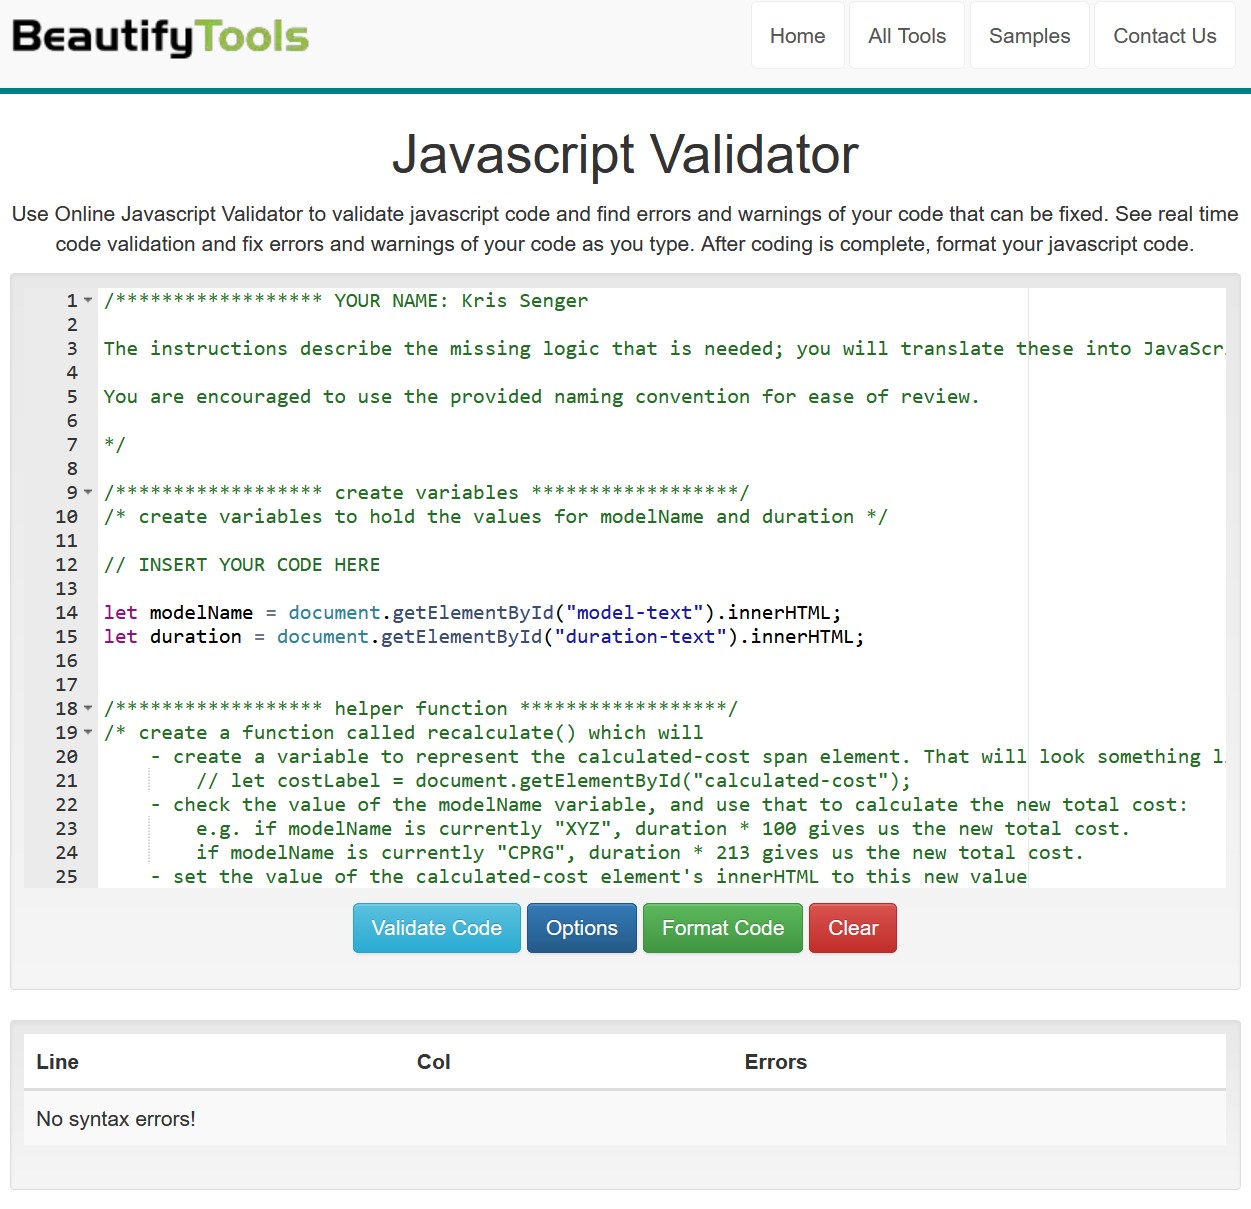 BeautifyTools
Home All Tools Samples Contact Us
Javascript Validator
Use Online Javascript Validator to validate javascript code and find errors and warnings of your code that can be fixed. See real time
code validation and fix errors and warnings of your code as you type. After coding is complete, format your javascript code.
1 /****************** YOUR NAME: Kris Senger
2
3 The instructions describe the missing logic that is needed; you will translate these into JavaScr
4
5 You are encouraged to use the provided naming convention for ease of review.
6
7 */
8
9 /****************** create variables ******************/
10 /* create variables to hold the values for modelName and duration */
11
12 // INSERT YOUR CODE HERE
13
14 let modelName = document.getElementById("model-text").innerHTML;
15 let duration = document.getElementById("duration-text").innerHTML;
16
17
18 /****************** helper function ******************/
19 /* create a function called recalculate() which will
20 - create a variable to represent the calculated-cost span element. That will look something l
21 // let costLabel = document.getElementById("calculated-cost");
22 - check the value of the modelName variable, and use that to calculate the new total cost:
23 e.g. if modelName is currently "XYZ", duration * 100 gives us the new total cost.
24 if modelName is currently "CPRG", duration * 213 gives us the new total cost.
25 - set the value of the calculated-cost element's innerHTML to this new value
Validate Code Options Format Code Clear
Line Col Errors
No syntax errors!